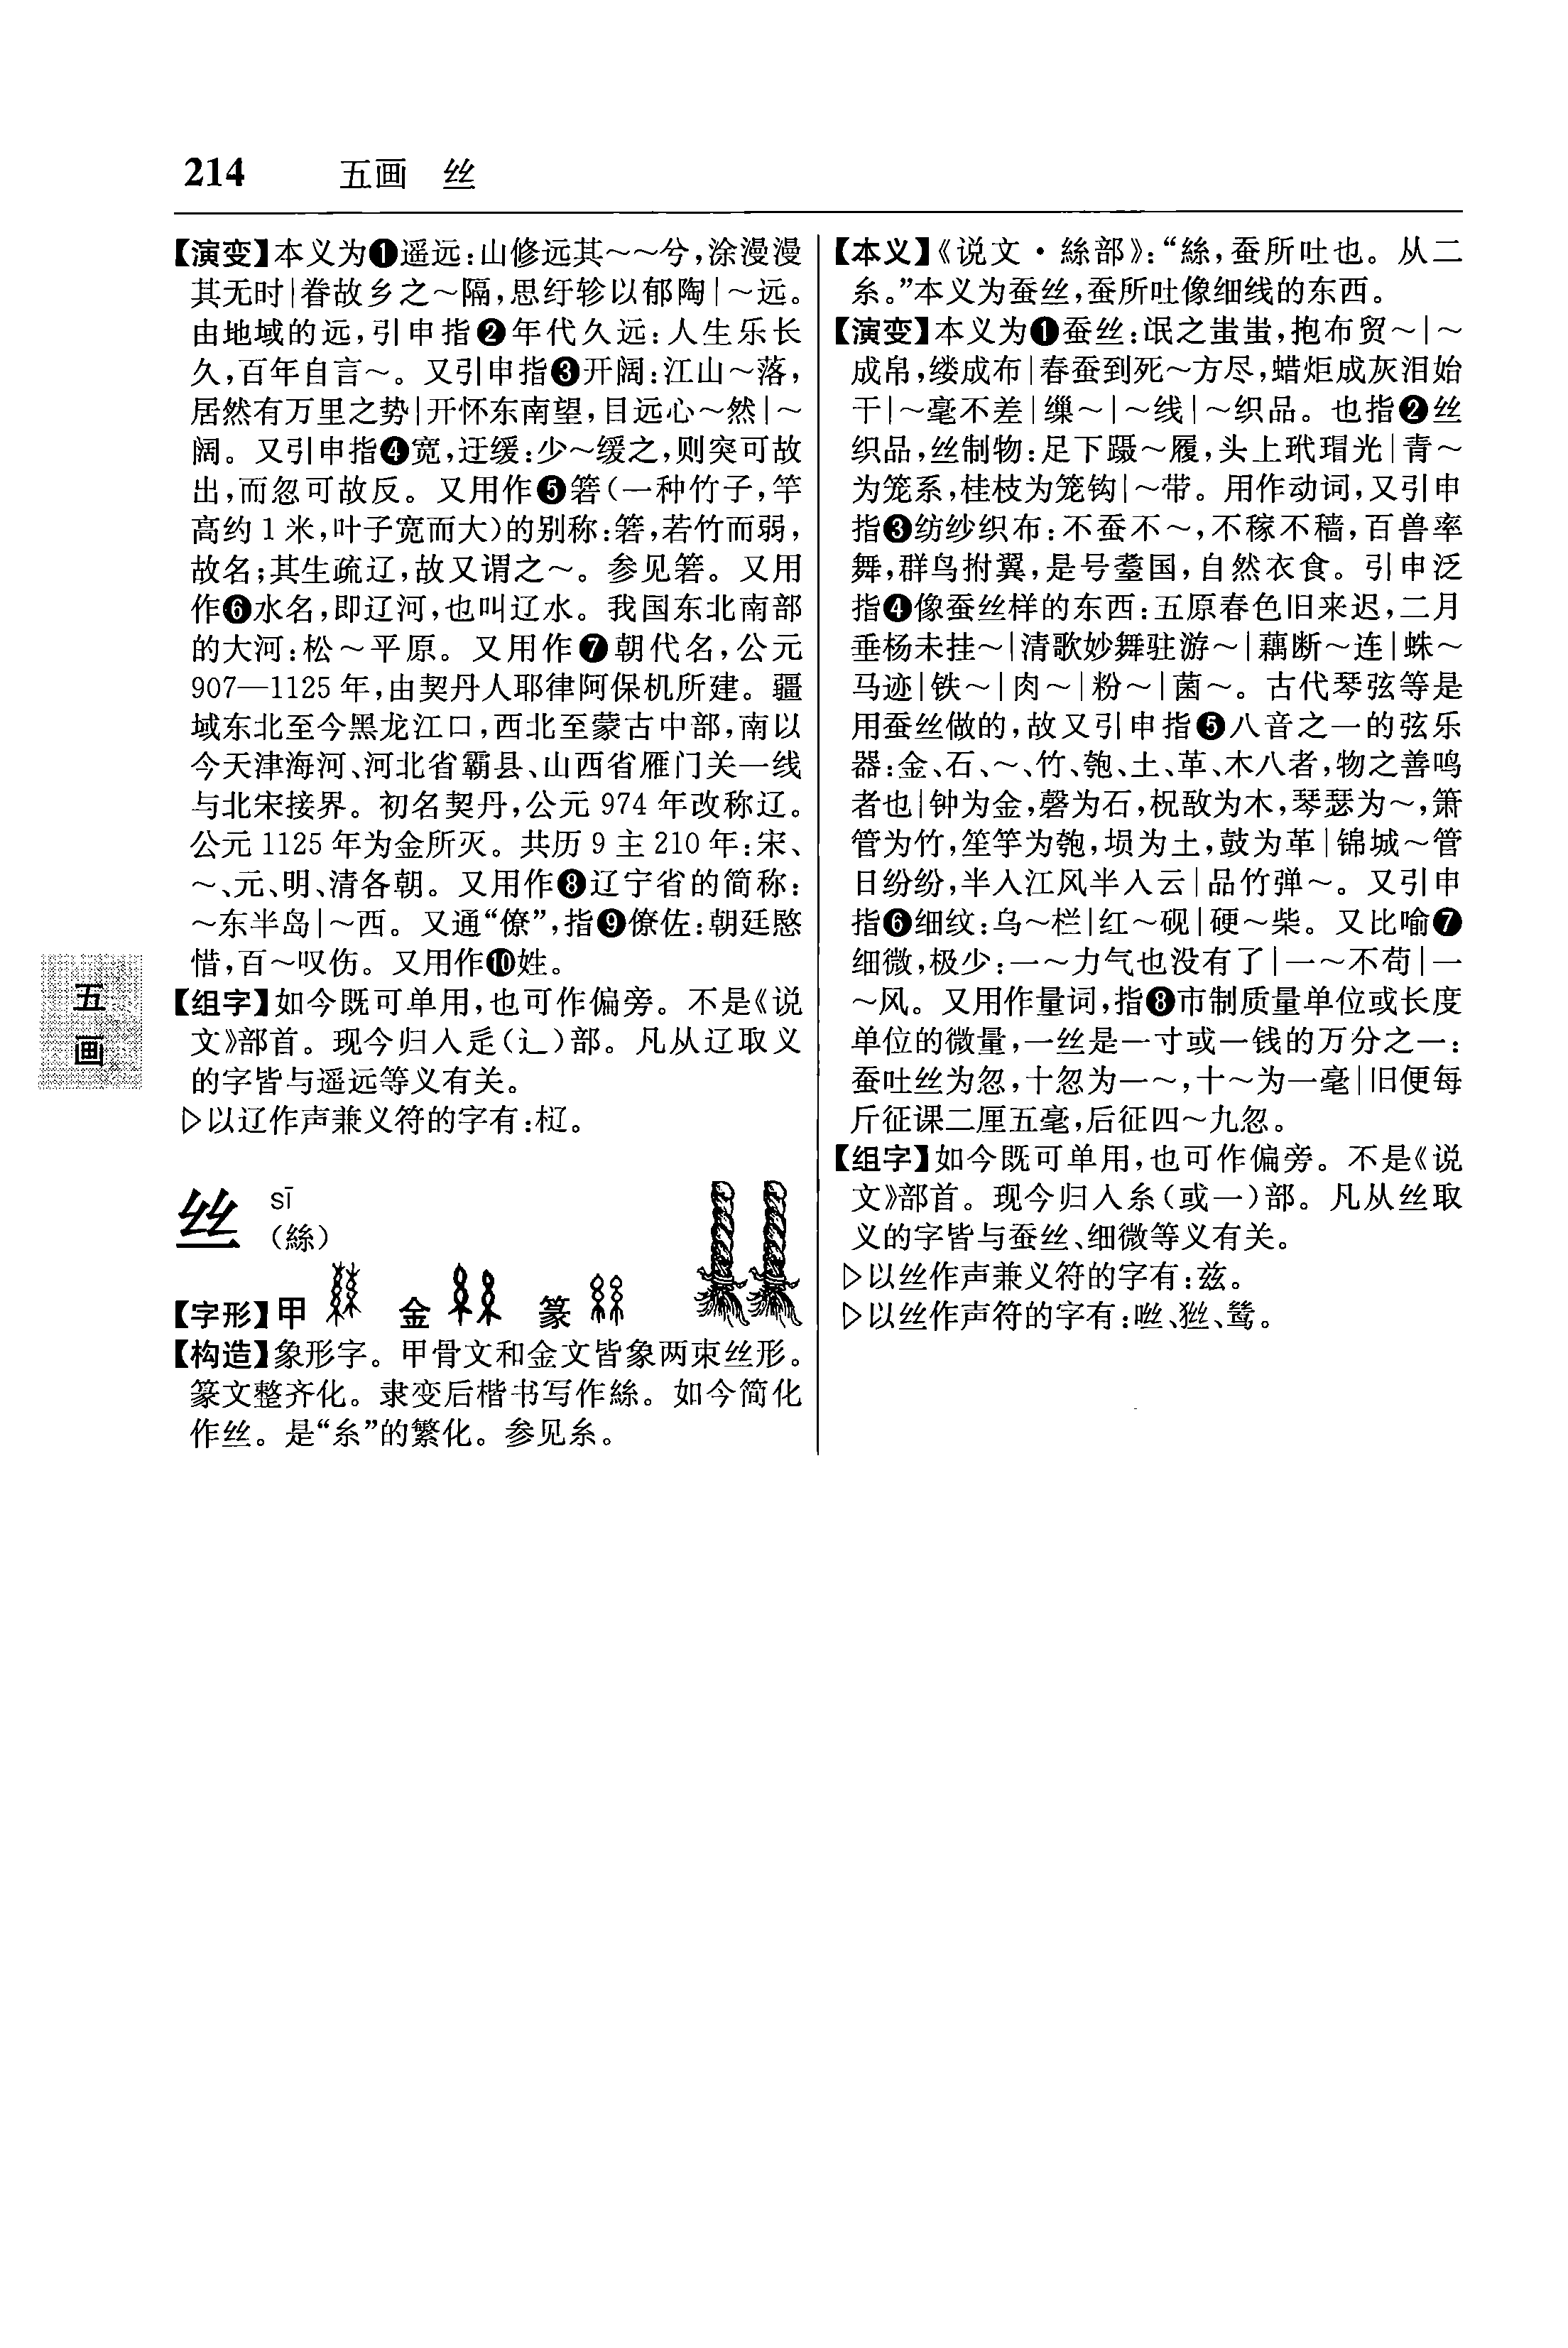 214 五画 丝
【演变】本义为❶遥远:山修远其～～兮,涂漫漫
其无时|眷故乡之～隔,思纡轸以郁陶|～远。
由地域的远,引申指❷年代久远:人生乐长
久,百年自言～。又引申指❸开阔:江山～落,
居然有万里之势|开怀东南望,目远心～然|～
阔。又引申指❹宽,迂缓:少～缓之,则突可故
出,而忽可故反。又用作❺箬(一种竹子,竿
高约1米,叶子宽而大)的别称:箬,若竹而弱,
故名;其生疏辽,故又谓之～。参见箬。又用
作❻水名,即辽河,也叫辽水。我国东北南部
的大河:松～平原。又用作❼朝代名,公元
907—1125年,由契丹人耶律阿保机所建。疆
域东北至今黑龙江口,西北至蒙古中部,南以
今天津海河、河北省霸县、山西省雁门关一线
与北宋接界。初名契丹,公元974年改称辽。
公元1125年为金所灭。共历9主210年:宋、
～、元、明、清各朝。又用作❽辽宁省的简称:
～东半岛|～西。又通“僚”,指❾僚佐:朝廷愍
惜,百～叹伤。又用作❿姓。
【组字】如今既可单用,也可作偏旁。不是《说
文》部首。现今归入辵(辶)部。凡从辽取义
的字皆与遥远等义有关。
▷以辽作声兼义符的字有:
五画
丝 sī
(絲)
【字形】甲 金 篆
【构造】象形字。甲骨文和金文皆象两束丝形。
篆文整齐化。隶变后楷书写作絲。如今简化
作丝。是“糸”的繁化。参见糸。
【本义】《说文·絲部》:“絲,蚕所吐也。从二
糸。”本义为蚕丝,蚕所吐像细线的东西。
【演变】本义为❶蚕丝:氓之蚩蚩,抱布贸～|～
成帛,缕成布|春蚕到死～方尽,蜡炬成灰泪始
干|～毫不差|缫～|～线|～织品。也指❷丝
织品,丝制物:足下蹑～履,头上玳瑁光|青～
为笼系,桂枝为笼钩|～带。用作动词,又引申
指❸纺纱织布:不蚕不～,不稼不穑,百兽率
舞,群鸟拊翼,是号薹国,自然衣食。引申泛
指❹像蚕丝样的东西:五原春色旧来迟,二月
垂杨未挂～|清歌妙舞驻游～|藕断～连|蛛～
马迹|铁～|肉～|粉～|菌～。古代琴弦等是
用蚕丝做的,故又引申指❺八音之一的弦乐
器:金、石、～、竹、匏、土、革、木八者,物之善鸣
者也|钟为金,磬为石,柷敔为木,琴瑟为～,箫
管为竹,笙竽为匏,埙为土,鼓为革|锦城～管
日纷纷,半入江风半入云|品竹弹～。又引申
指❻细纹:乌～栏|红～砚|硬～柴。又比喻❼
细微,极少:一～力气也没有了|一～不苟|一
～风。又用作量词,指❽市制质量单位或长度
单位的微量,一丝是一寸或一钱的万分之一:
蚕吐丝为忽,十忽为一～,十～为一毫|旧便每
斤征课二厘五毫,后征四～九忽。
【组字】如今既可单用,也可作偏旁。不是《说
文》部首。现今归入糸(或一)部。凡从丝取
义的字皆与蚕丝、细微等义有关。
▷以丝作声兼义符的字有:兹。
▷以丝作声符的字有:咝、鸶。